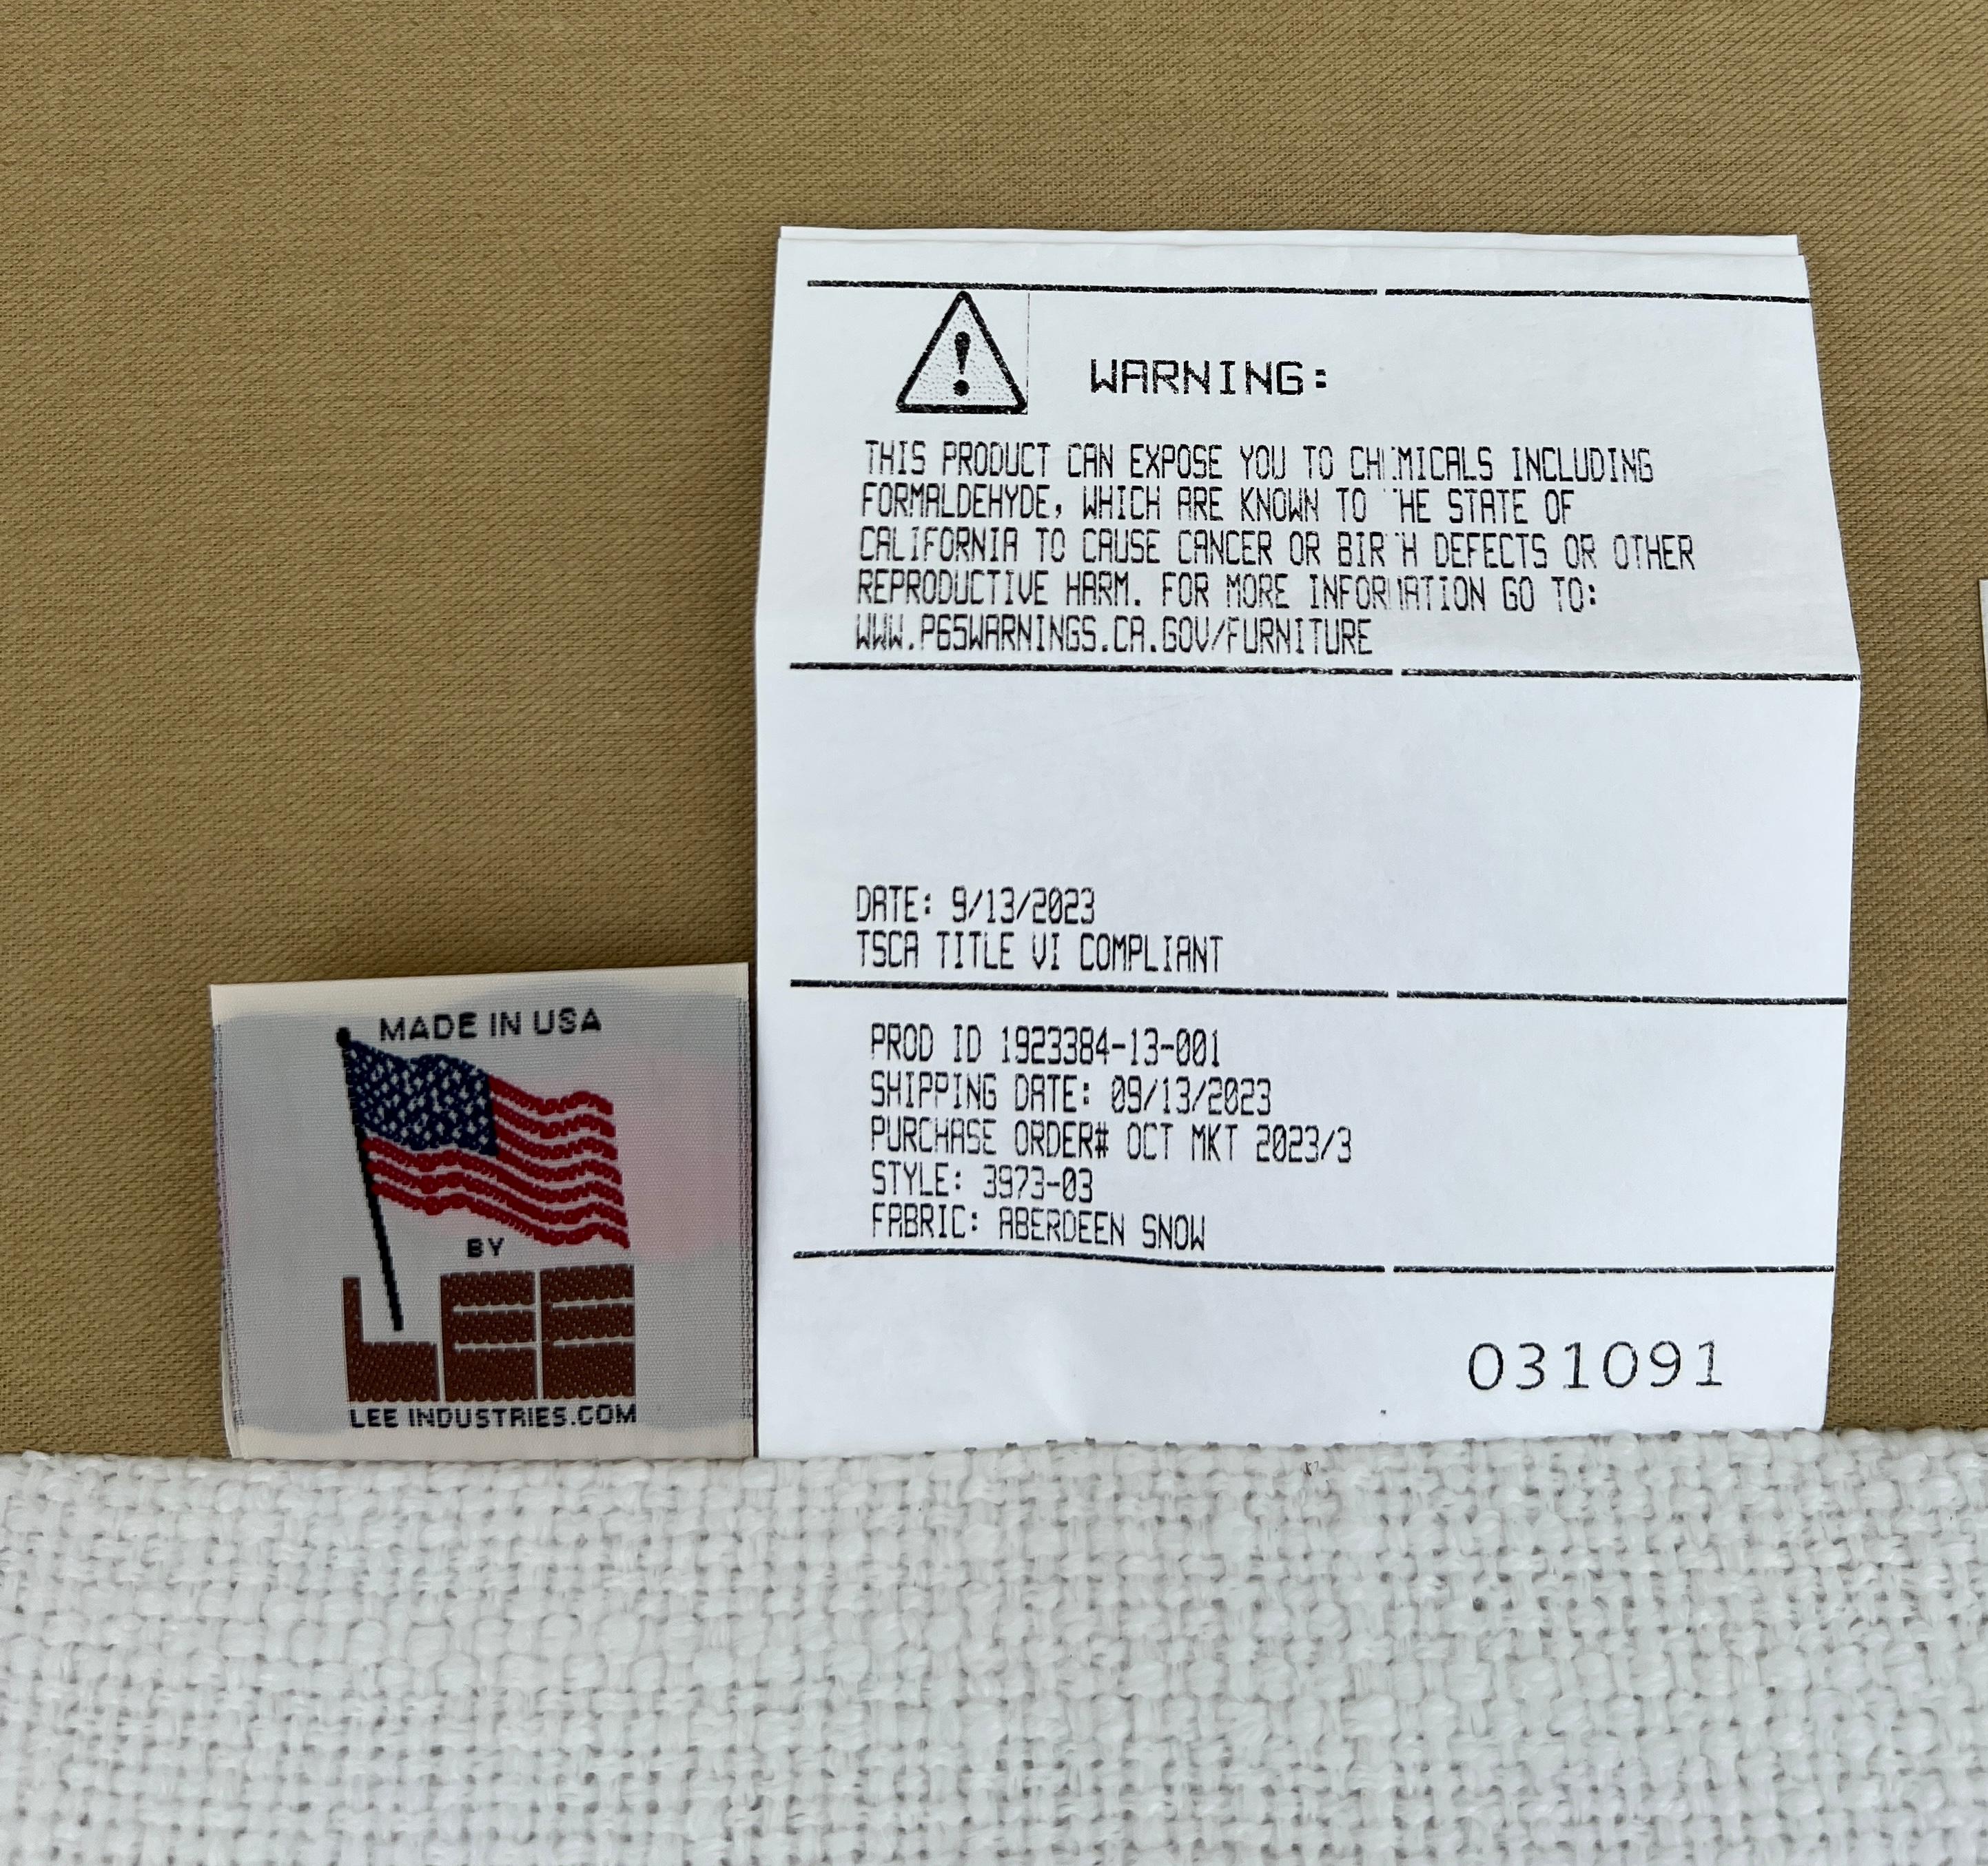 WARNING:
THIS PRODUCT CAN EXPOSE YOU TO CHEMICALS INCLUDING
FORMALDEHYDE, WHICH ARE KNOWN TO THE STATE OF
CALIFORNIA TO CAUSE CANCER OR BIRTH DEFECTS OR OTHER
REPRODUCTIVE HARM. FOR MORE INFORMATION GO TO:
WWW.P65WARNINGS.CA.GOV/FURNITURE
DATE: 9/13/2023
TSCA TITLE VI COMPLIANT
PROD ID 1923384-13-001
SHIPPING DATE: 09/13/2023
PURCHASE ORDER# OCT MKT 2023/3
STYLE: 3973-03
FABRIC: ABERDEEN SNOW
031091
MADE IN USA
BY
LEE
LEE INDUSTRIES.COM